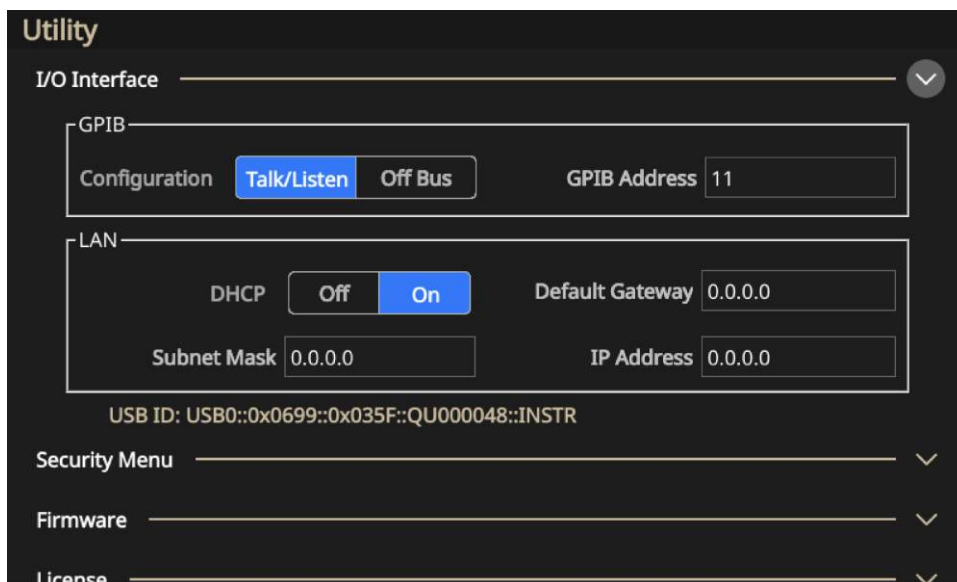 Utility
I/O Interface
GPIB
Configuration Talk/Listen Off Bus GPIB Address 11
LAN
DHCP Off On Default Gateway 0.0.0.0
Subnet Mask 0.0.0.0 IP Address 0.0.0.0
USB ID: USB0::0x0699::0x035F::QU000048::INSTR
Security Menu
Firmware
License